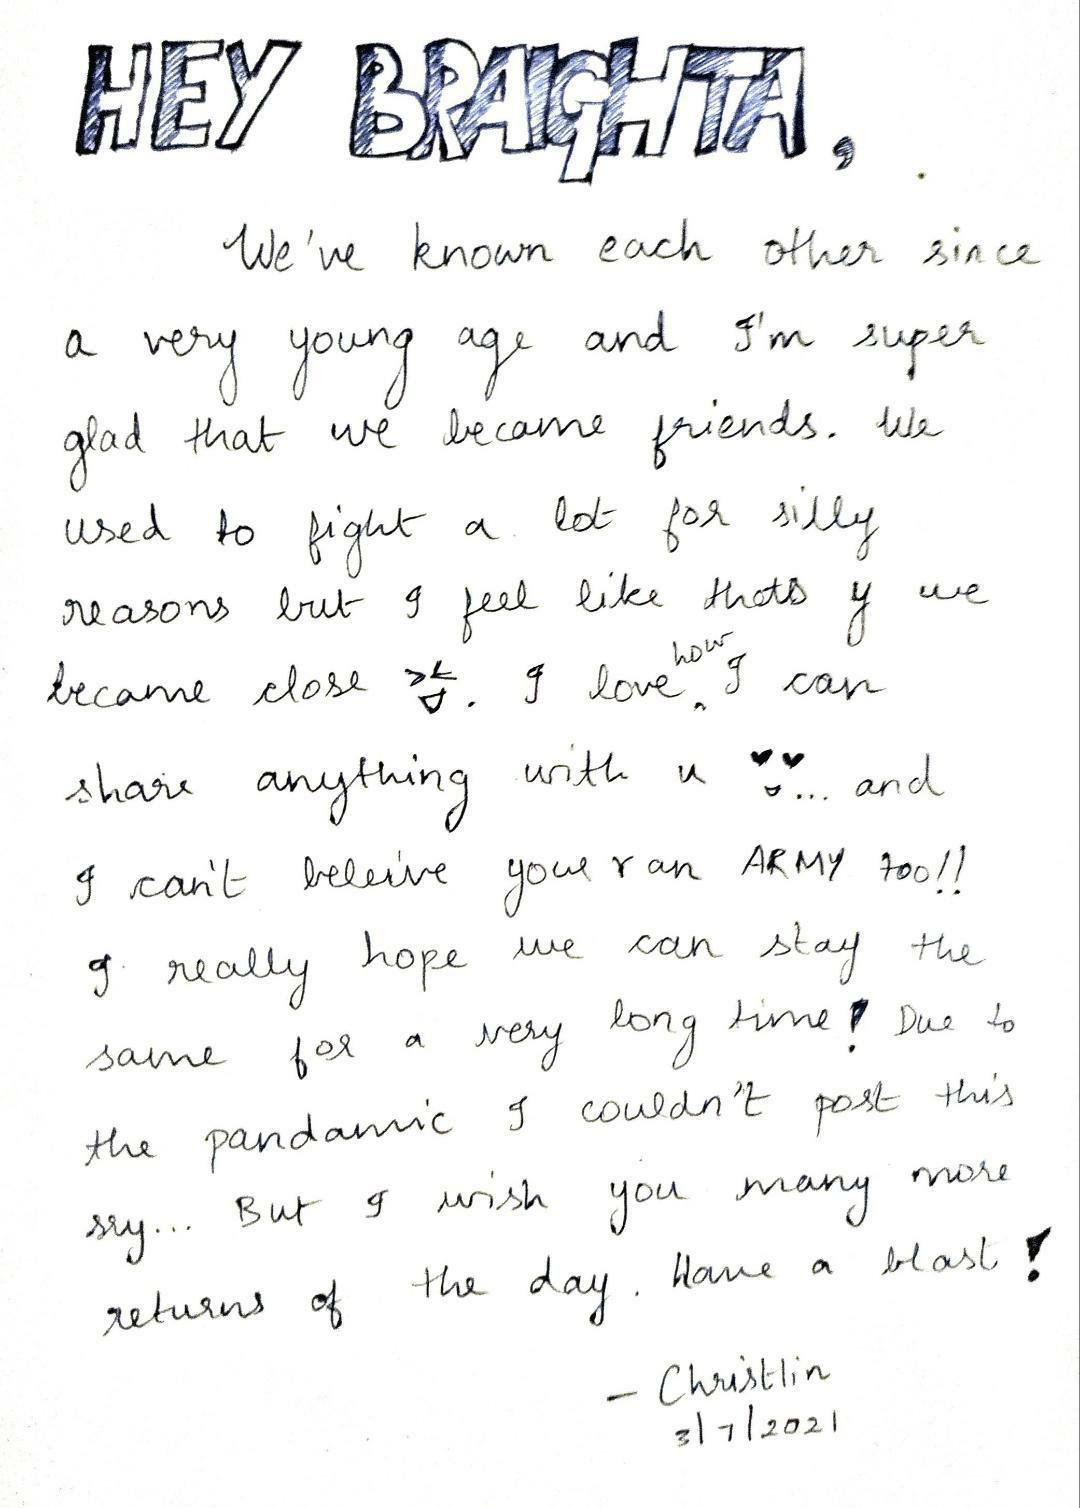 HEY BRAIGHTA,
We've known each other since
a very young age and I'm super
glad that we became friends. We
used to fight a lot for silly
reasons but I feel like thats y we
became close . I love how I can
share anything with u ... and
I can't beleive your an ARMY too!!
I really hope we can stay the
same for a very long time! Due to
the pandamic I couldn't post this
sry... But I wish you many more
returns of the day. Have a blast!
- Christlin
3/7/2021